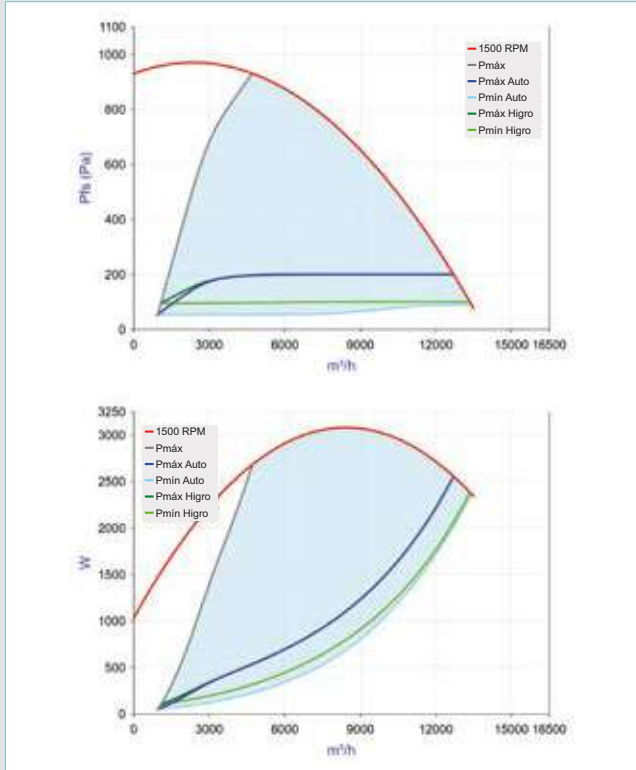 1100
1000
800
600
400
200
0
Pfs (Pa)
1500 RPM
Pmáx
Pmáx Auto
Pmín Auto
Pmáx Higro
Pmín Higro
0 3000 6000 9000 12000 15000 16500
m³/h
3250
3000
2500
2000
1500
1000
500
0
W
1500 RPM
Pmáx
Pmáx Auto
Pmín Auto
Pmáx Higro
Pmín Higro
0 3000 6000 9000 12000 15000 16500
m³/h